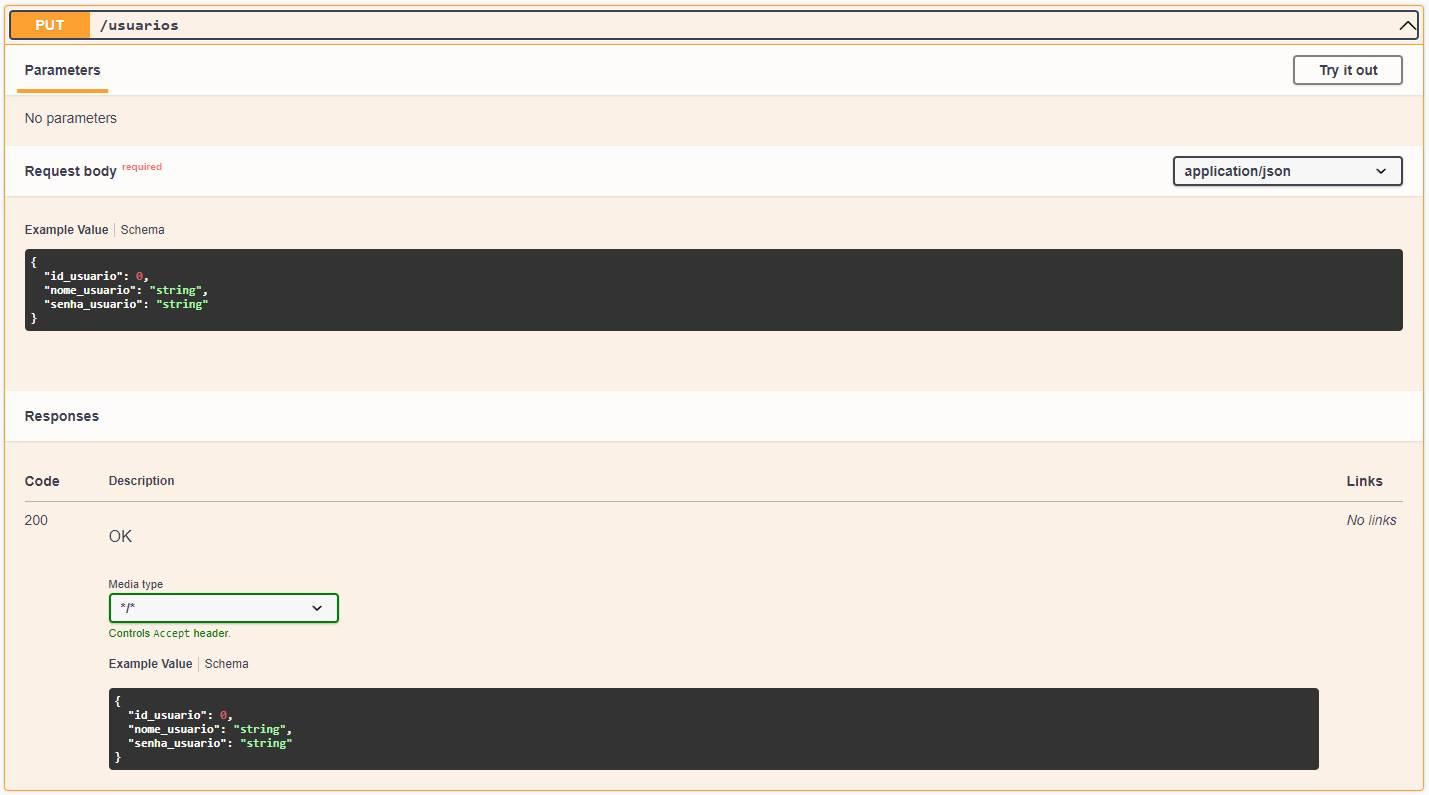 PUT /usuarios
Parameters
Try it out
No parameters
Request body required
application/json
Example Value Schema
{
  "id_usuario": 0,
  "nome_usuario": "string",
  "senha_usuario": "string"
}
Responses
Code Description Links
200 No links
OK
Media type
*/*
Controls Accept header.
Example Value Schema
{
  "id_usuario": 0,
  "nome_usuario": "string",
  "senha_usuario": "string"
}